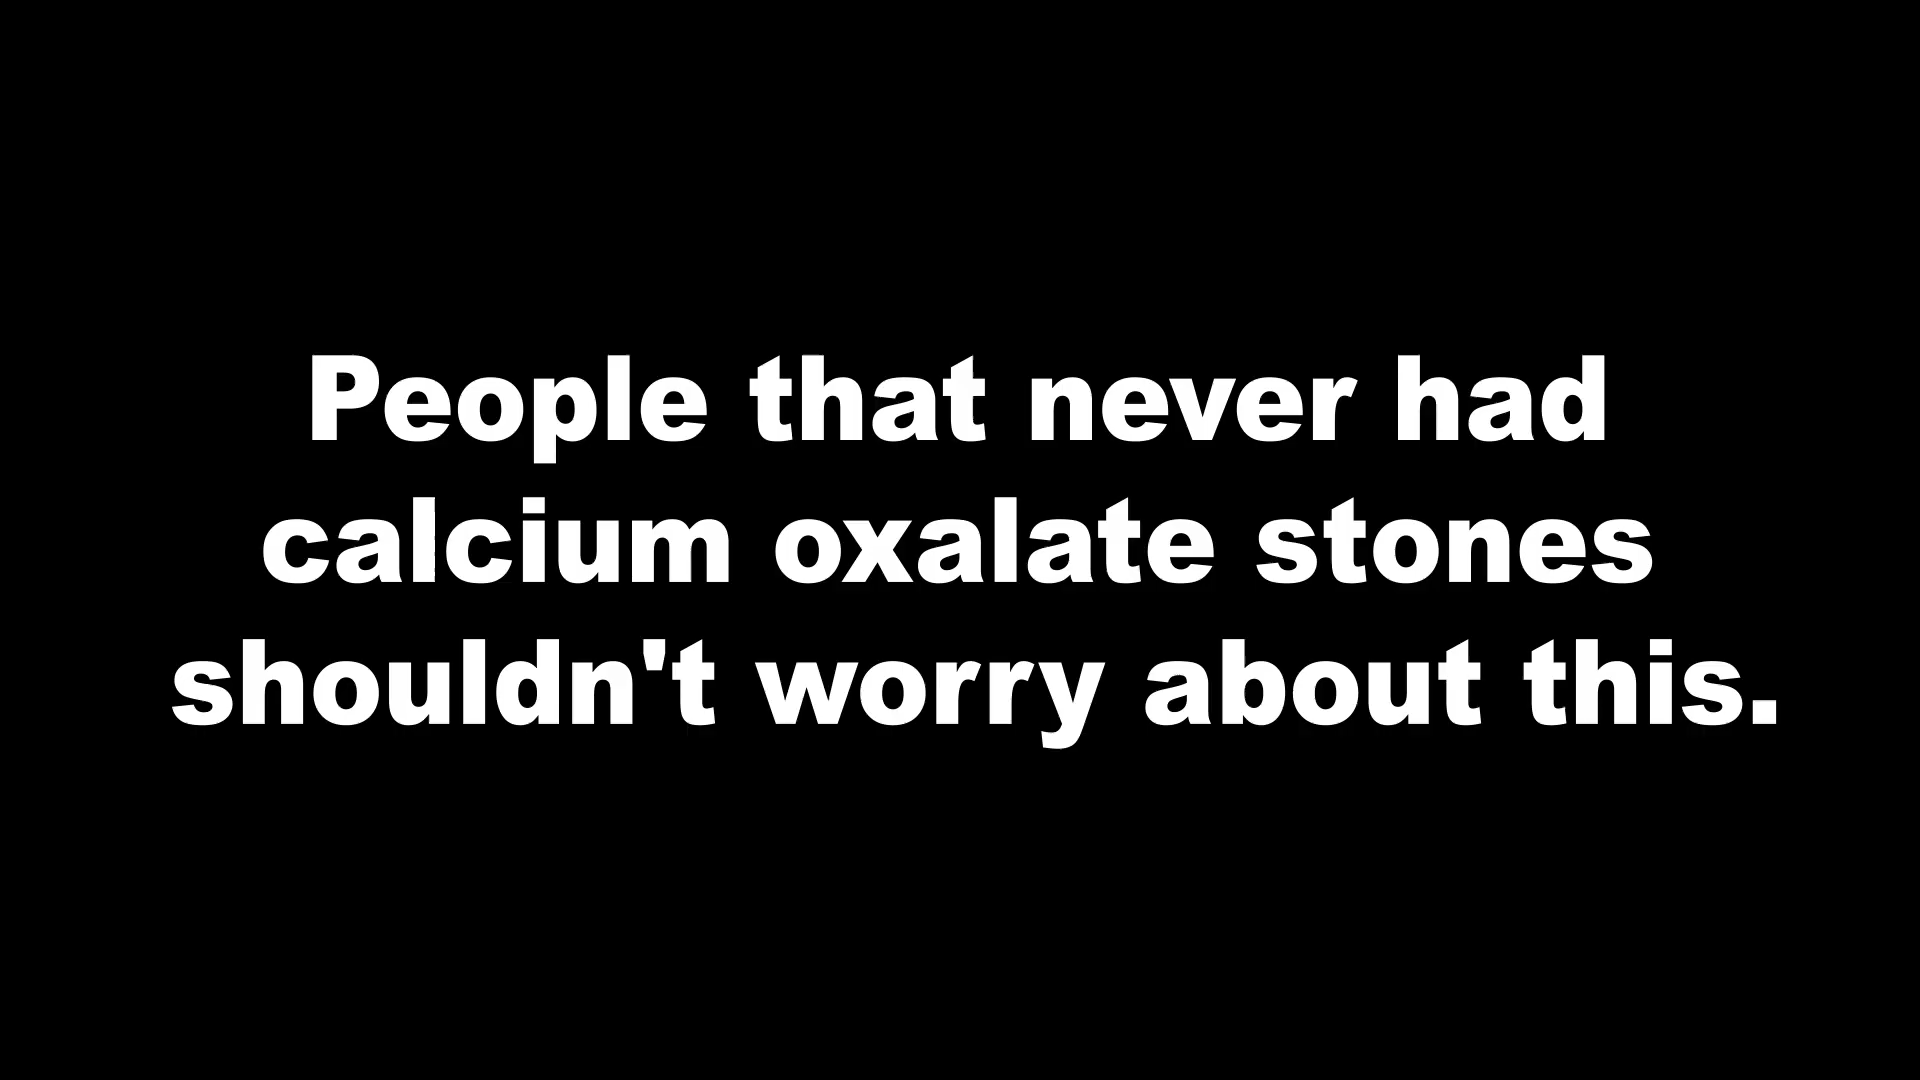 People that never had
calcium oxalate stones
shouldn't worry about this.